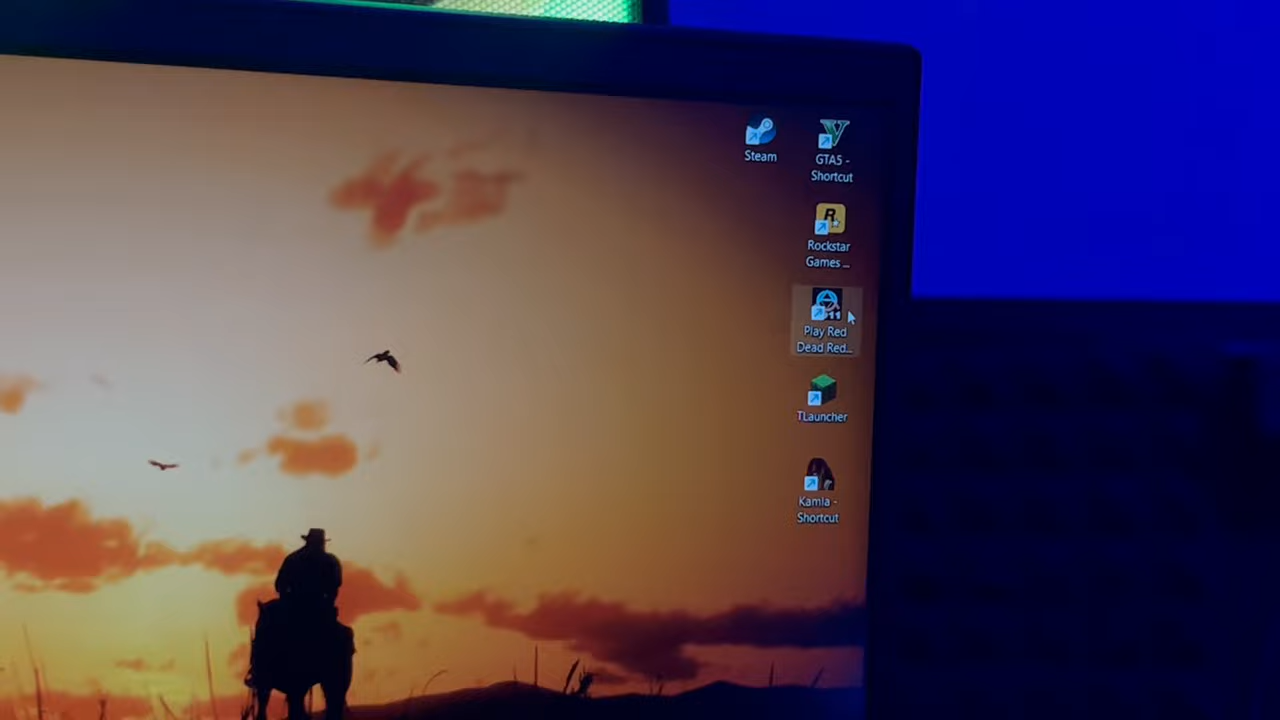 Steam
GTA5 -
Shortcut
Rockstar
Games ...
Play Red
Dead Red...
TLauncher
Kamla -
Shortcut